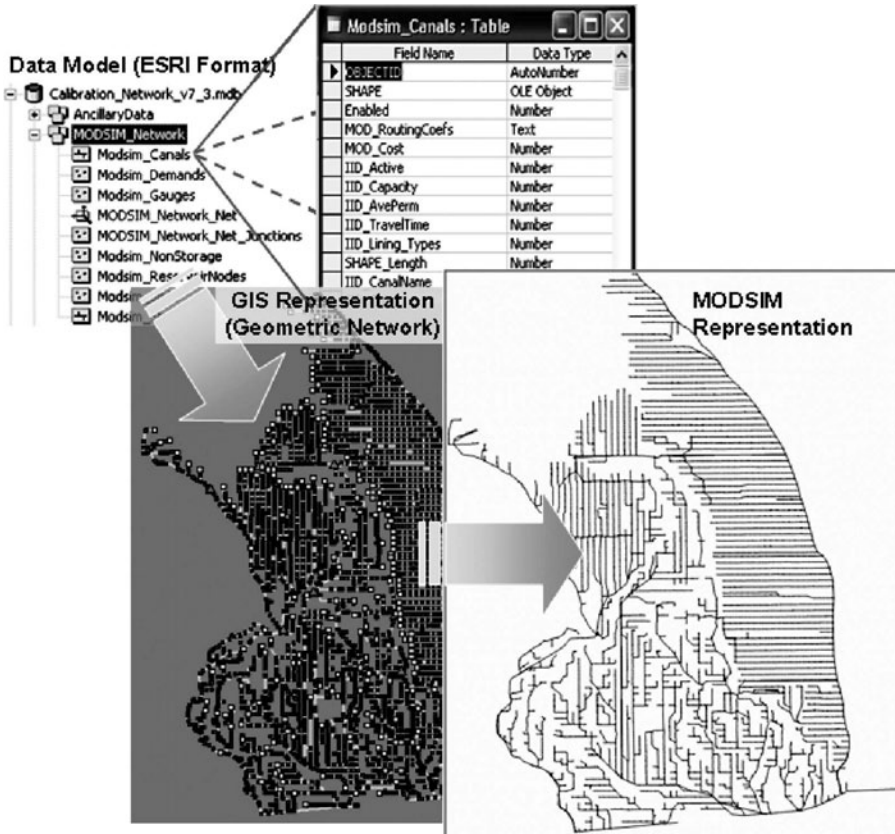 Data Model (ESRI Format)
Calibration_Network_v7_3.mdb
AncillaryData
MODSIM_Network
Modsim_Canals
Modsim_Demands
Modsim_Gauges
MODSIM_Network_Net
MODSIM_Network_Net_Junctions
Modsim_NonStorage
Modsim_ReservoirNodes
Modsim_
Modsim_
Modsim_Canals : Table
Field Name Data Type
OBJECTID AutoNumber
SHAPE OLE Object
Enabled Number
MOD_RoutingCoefs Text
MOD_Cost Number
IID_Active Number
IID_Capacity Number
IID_AvePerm Number
IID_TravelTime Number
IID_Lining_Types Number
SHAPE_Length Number
IID_CanalName
GIS Representation
(Geometric Network)
MODSIM
Representation